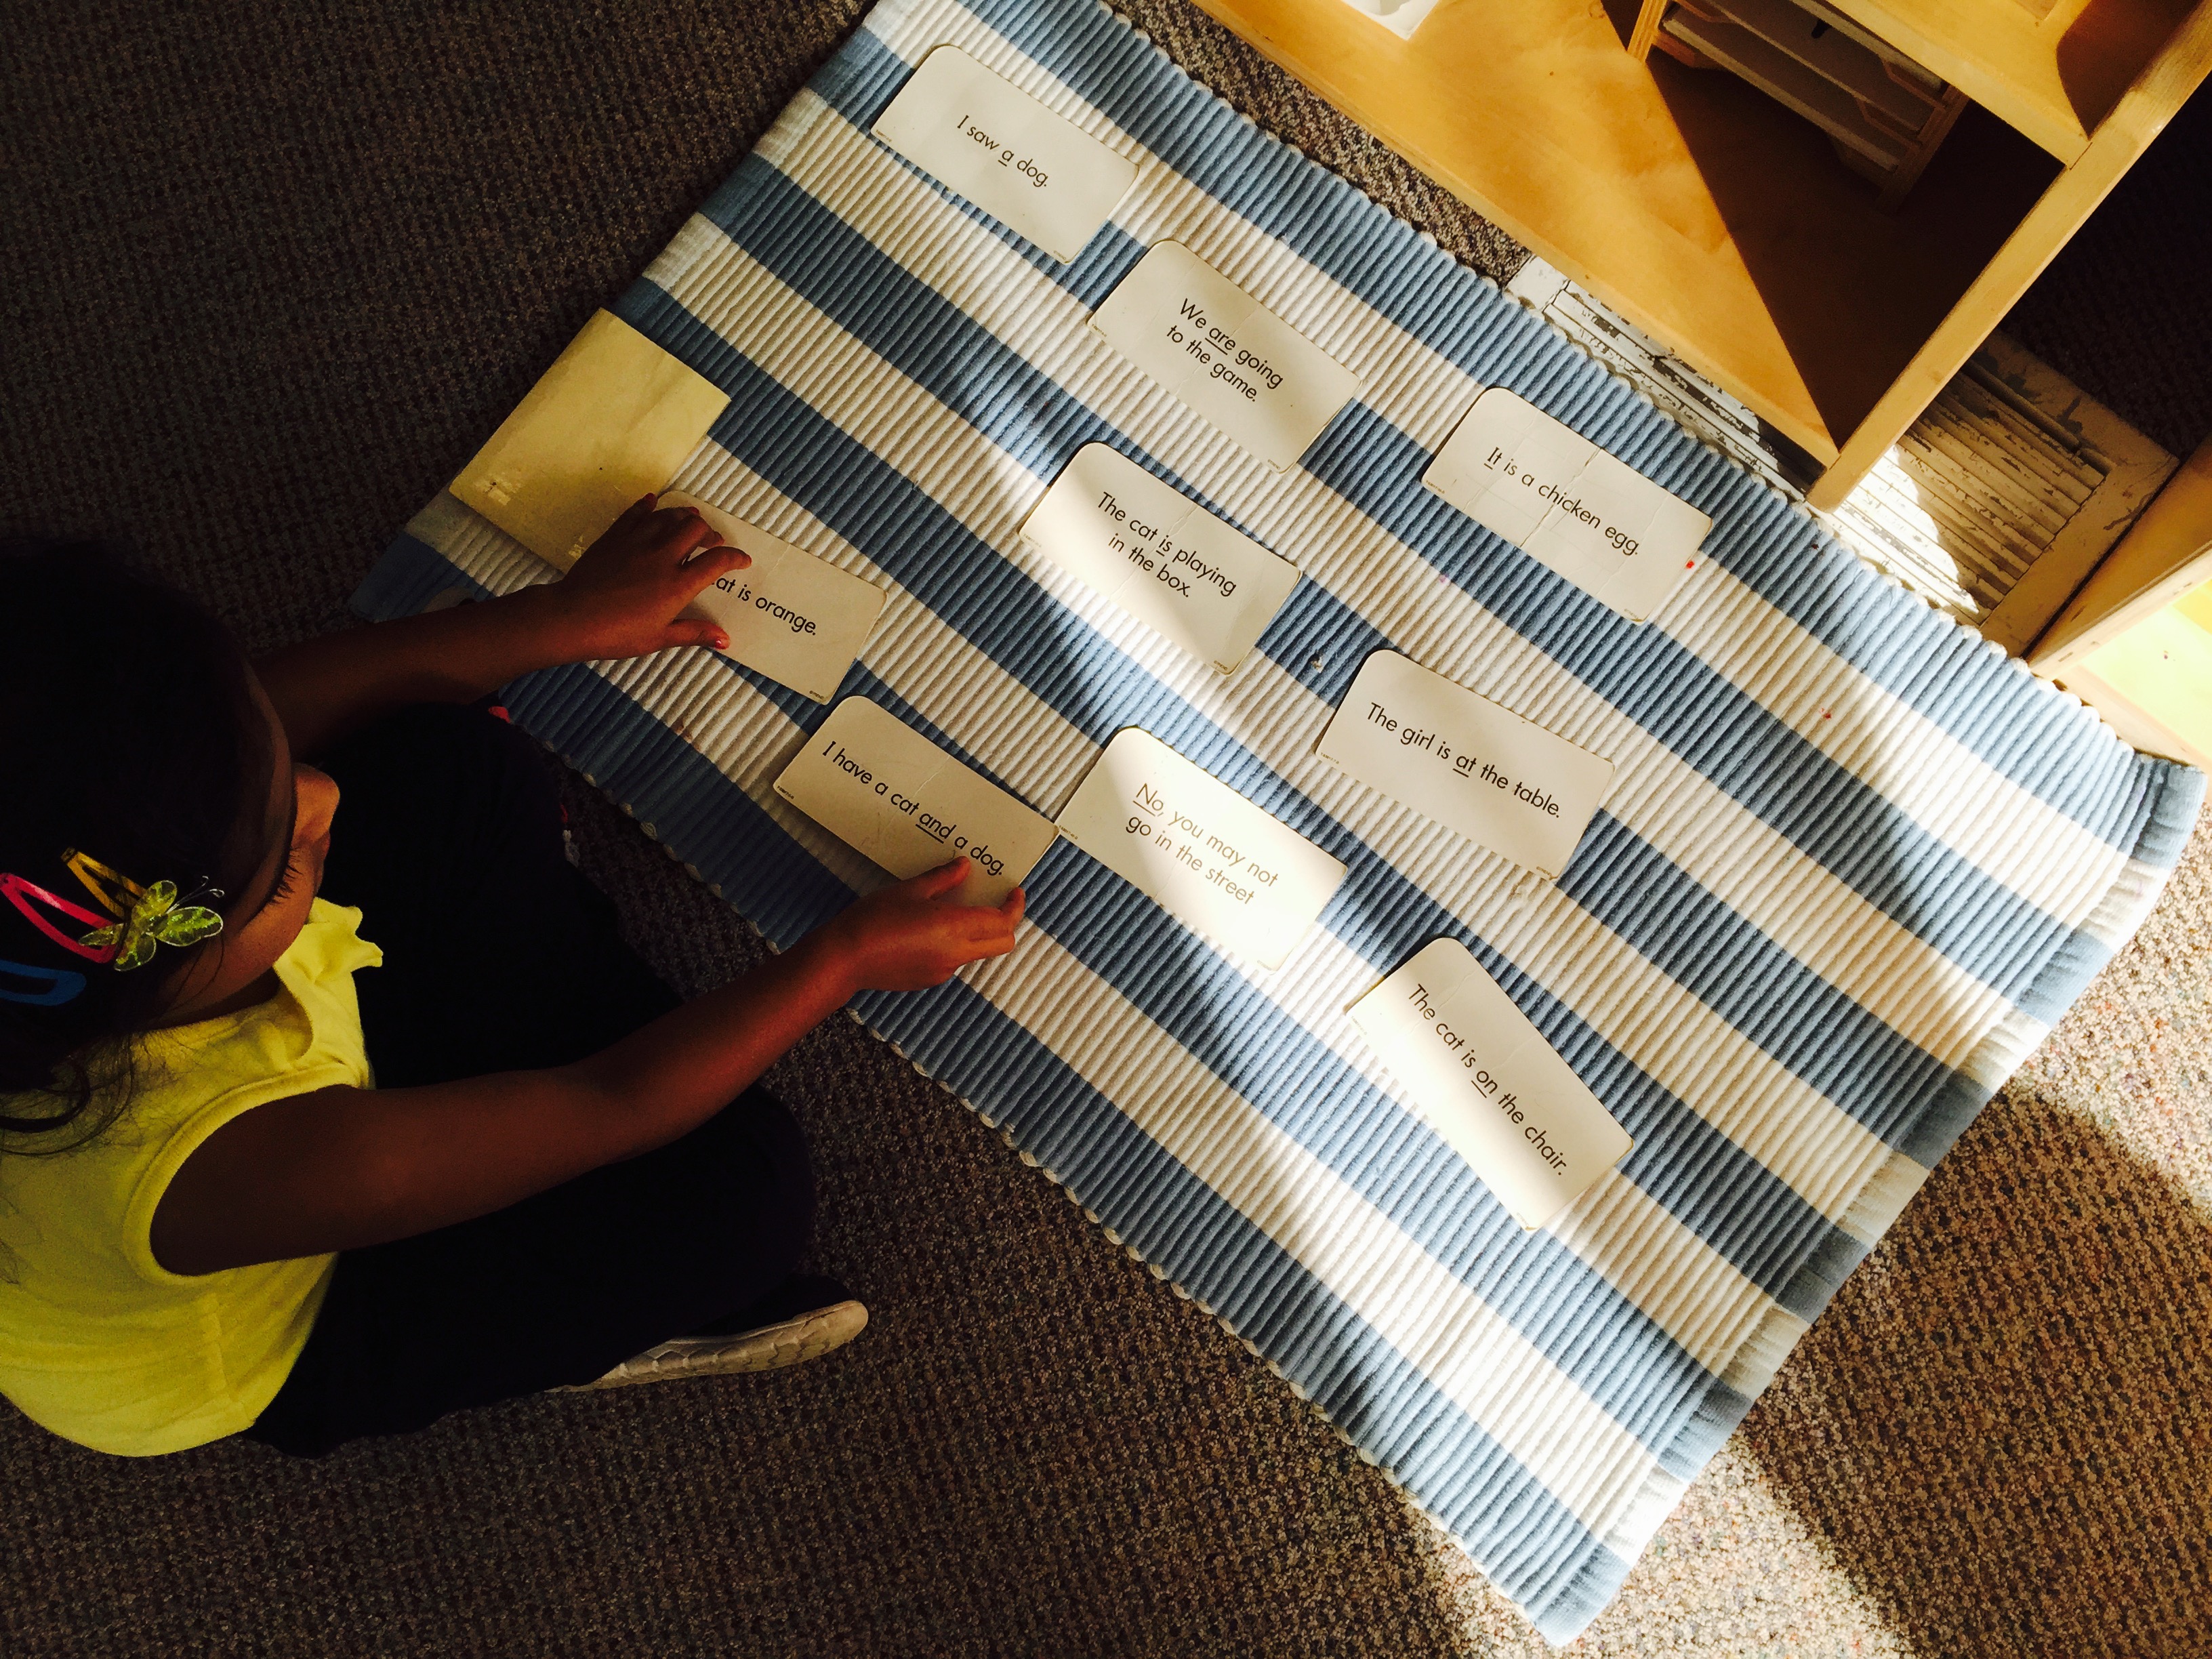 I saw a dog.
We are going
to the game.
It is a chicken egg.
The cat is playing
in the box.
is orange.
The girl is at the table.
I have a cat and a dog.
No, you may not
go in the street
The cat is on the chair.